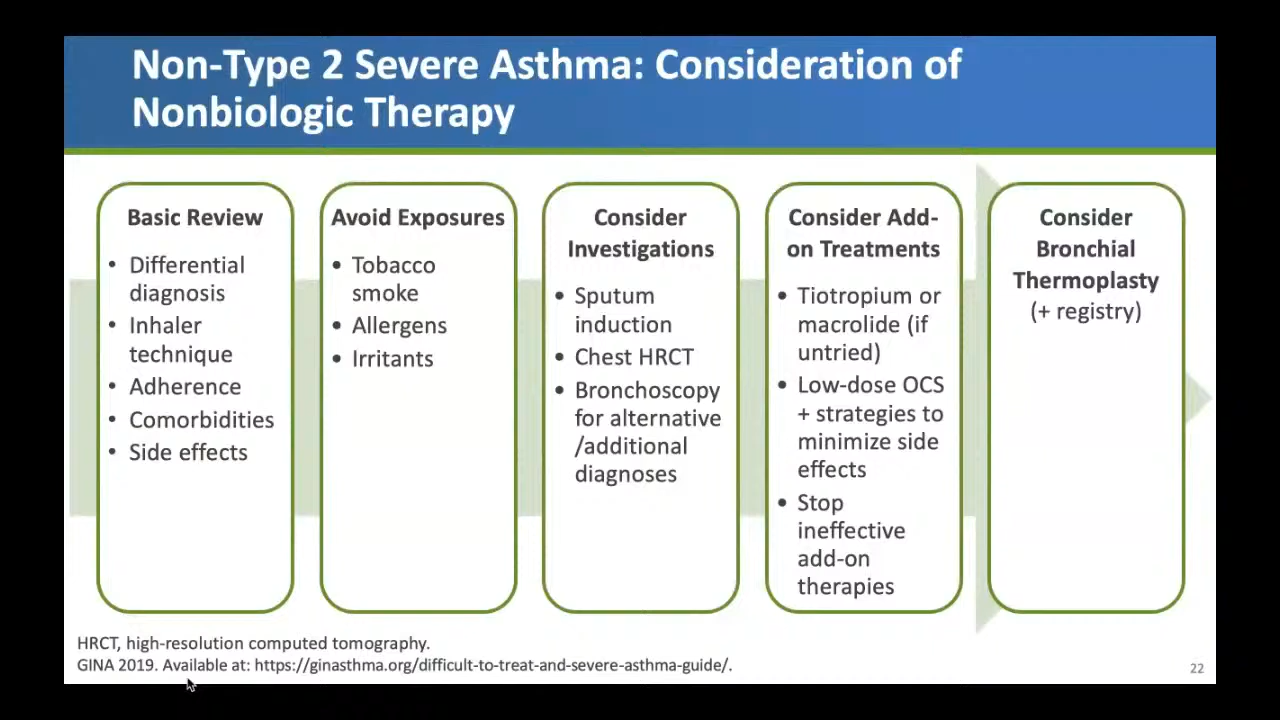 Non-Type 2 Severe Asthma: Consideration of
Nonbiologic Therapy
Basic Review
• Differential
diagnosis
• Inhaler
technique
• Adherence
• Comorbidities
• Side effects
Avoid Exposures
• Tobacco
smoke
• Allergens
• Irritants
Consider
Investigations
• Sputum
induction
• Chest HRCT
• Bronchoscopy
for alternative
/additional
diagnoses
Consider Add-
on Treatments
• Tiotropium or
macrolide (if
untried)
• Low-dose OCS
+ strategies to
minimize side
effects
• Stop
ineffective
add-on
therapies
Consider
Bronchial
Thermoplasty
(+ registry)
HRCT, high-resolution computed tomography.
GINA 2019. Available at: https://ginasthma.org/difficult-to-treat-and-severe-asthma-guide/.
22